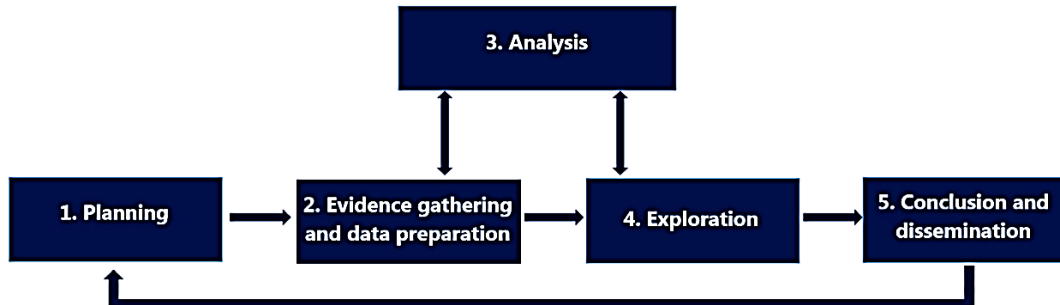 3. Analysis
1. Planning
2. Evidence gathering
and data preparation
4. Exploration
5. Conclusion and
dissemination